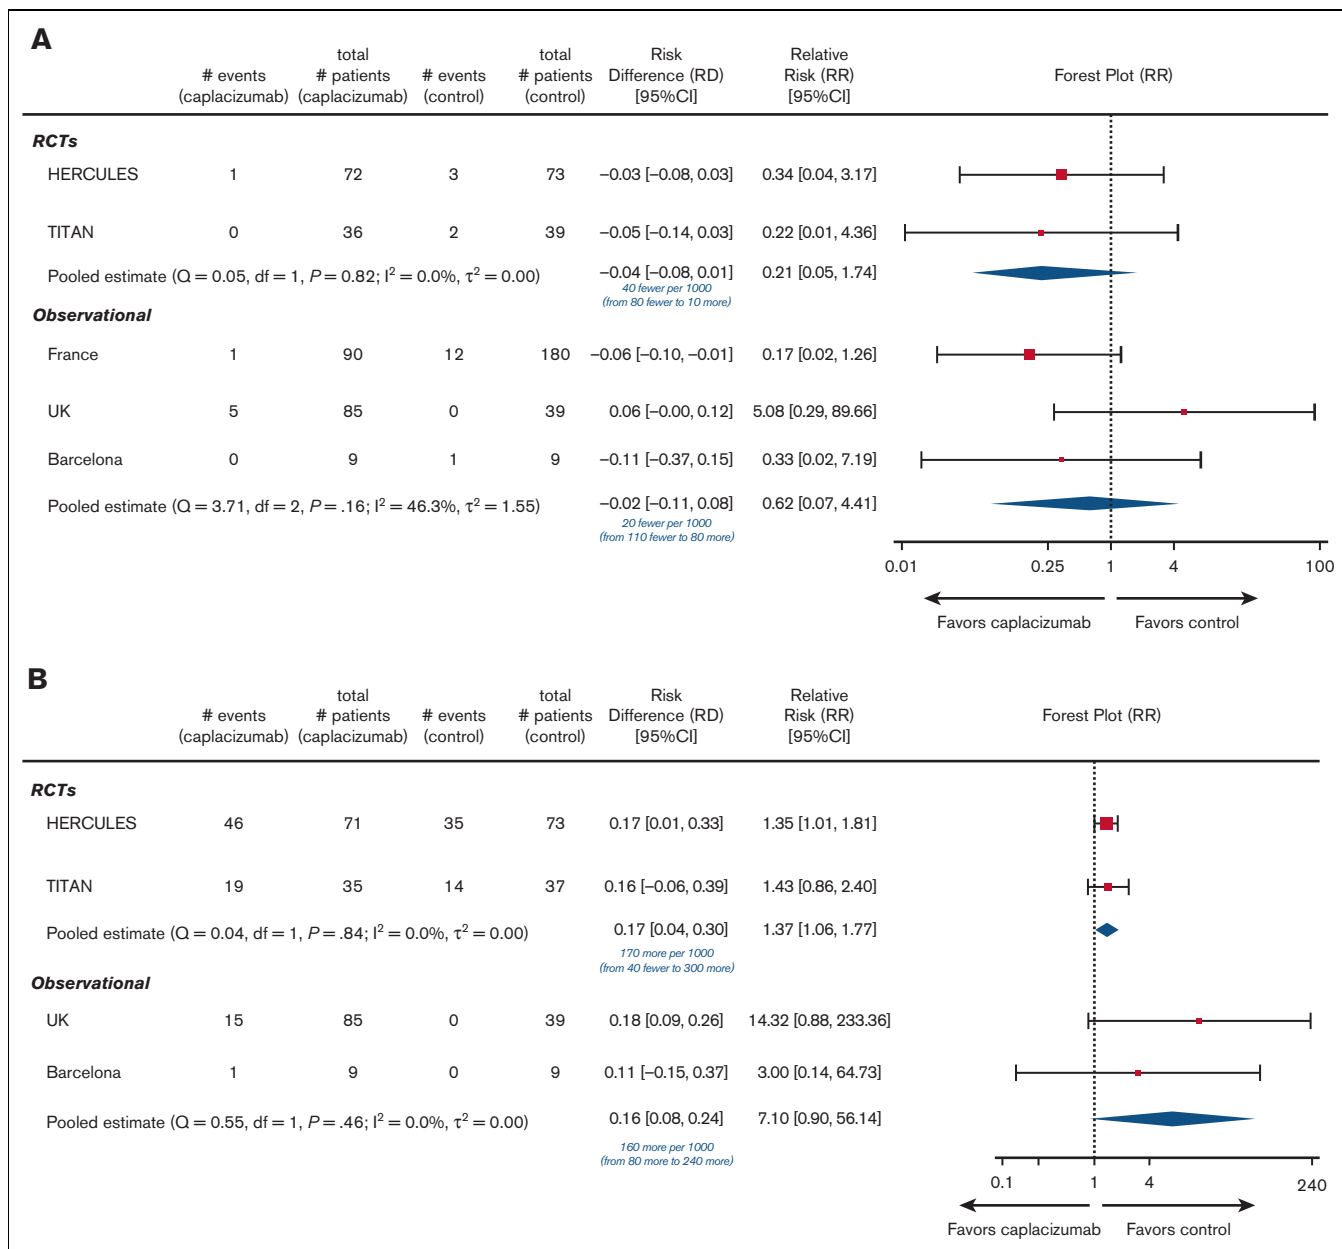 A
# events (caplacizumab) total # patients (caplacizumab) # events (control) total # patients (control) Risk Difference (RD) [95%CI] Relative Risk (RR) [95%CI] Forest Plot (RR)
RCTs
HERCULES 1 72 3 73 −0.03 [−0.08, 0.03] 0.34 [0.04, 3.17]
TITAN 0 36 2 39 −0.05 [−0.14, 0.03] 0.22 [0.01, 4.36]
Pooled estimate (Q = 0.05, df = 1, P = 0.82; I² = 0.0%, τ² = 0.00) −0.04 [−0.08, 0.01] 0.21 [0.05, 1.74]
40 fewer per 1000
(from 80 fewer to 10 more)
Observational
France 1 90 12 180 −0.06 [−0.10, −0.01] 0.17 [0.02, 1.26]
UK 5 85 0 39 0.06 [−0.00, 0.12] 5.08 [0.29, 89.66]
Barcelona 0 9 1 9 −0.11 [−0.37, 0.15] 0.33 [0.02, 7.19]
Pooled estimate (Q = 3.71, df = 2, P = .16; I² = 46.3%, τ² = 1.55) −0.02 [−0.11, 0.08] 0.62 [0.07, 4.41]
20 fewer per 1000
(from 110 fewer to 80 more)
0.01 0.25 1 4 100
Favors caplacizumab Favors control
B
# events (caplacizumab) total # patients (caplacizumab) # events (control) total # patients (control) Risk Difference (RD) [95%CI] Relative Risk (RR) [95%CI] Forest Plot (RR)
RCTs
HERCULES 46 71 35 73 0.17 [0.01, 0.33] 1.35 [1.01, 1.81]
TITAN 19 35 14 37 0.16 [−0.06, 0.39] 1.43 [0.86, 2.40]
Pooled estimate (Q = 0.04, df = 1, P = .84; I² = 0.0%, τ² = 0.00) 0.17 [0.04, 0.30] 1.37 [1.06, 1.77]
170 more per 1000
(from 40 fewer to 300 more)
Observational
UK 15 85 0 39 0.18 [0.09, 0.26] 14.32 [0.88, 233.36]
Barcelona 1 9 0 9 0.11 [−0.15, 0.37] 3.00 [0.14, 64.73]
Pooled estimate (Q = 0.55, df = 1, P = .46; I² = 0.0%, τ² = 0.00) 0.16 [0.08, 0.24] 7.10 [0.90, 56.14]
160 more per 1000
(from 80 more to 240 more)
0.1 1 4 240
Favors caplacizumab Favors control